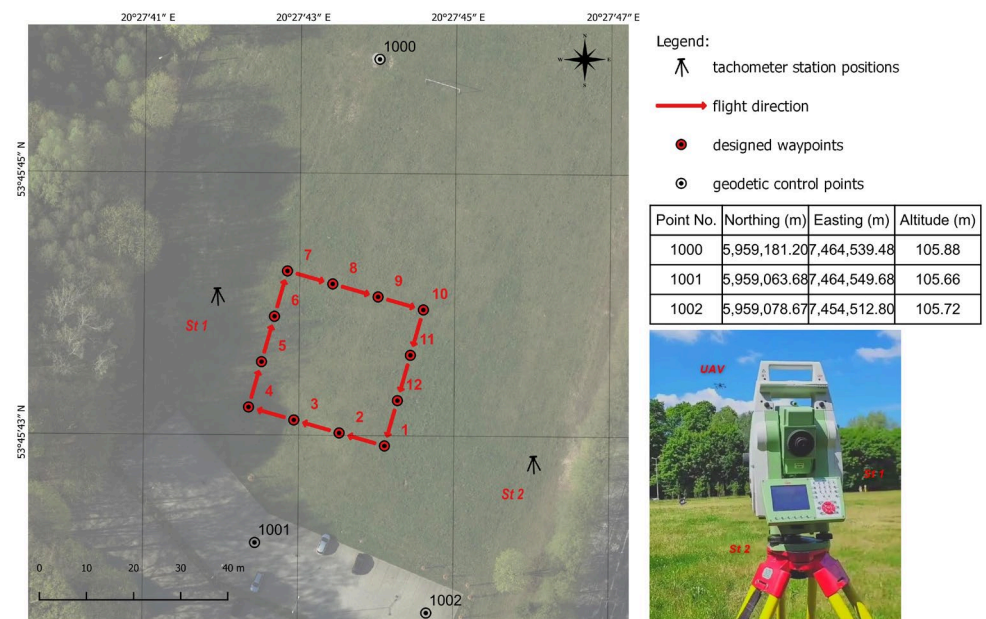 20°27'41" E 20°27'43" E 20°27'45" E 20°27'47" E
53°45'45" N
53°45'43" N
1000
N
W E
S
7
8
9
10
6
11
St 1
5
12
4
3
2
1
St 2
1001
1002
0 10 20 30 40 m
Legend:
tachometer station positions
flight direction
designed waypoints
geodetic control points
Point No. Northing (m) Easting (m) Altitude (m)
1000 5,959,181.20 7,464,539.48 105.88
1001 5,959,063.68 7,464,549.68 105.66
1002 5,959,078.67 7,454,512.80 105.72
UAV
St 1
St 2